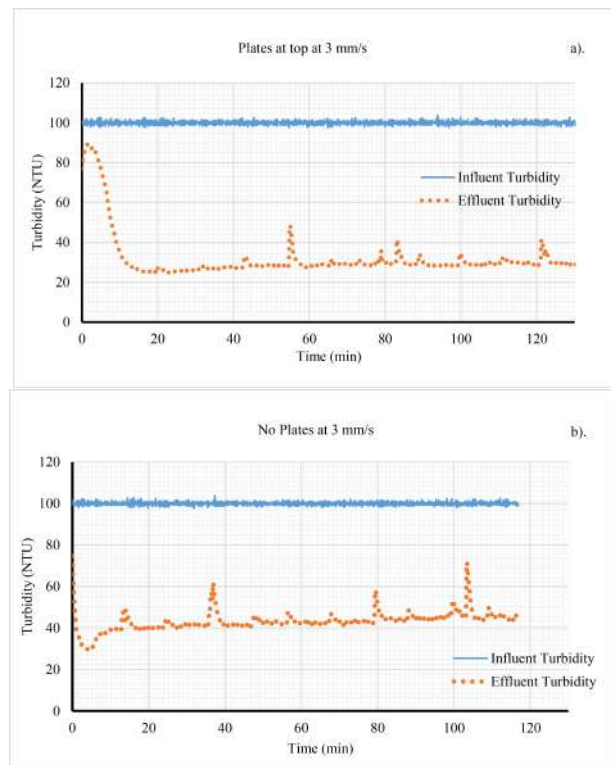 Plates at top at 3 mm/s
a).
120
100
80
60
40
20
0
Turbidity (NTU)
Influent Turbidity
Effluent Turbidity
0 20 40 60 80 100 120
Time (min)
No Plates at 3 mm/s
b).
120
100
80
60
40
20
0
Turbidity (NTU)
Influent Turbidity
Effluent Turbidity
0 20 40 60 80 100 120
Time (min)